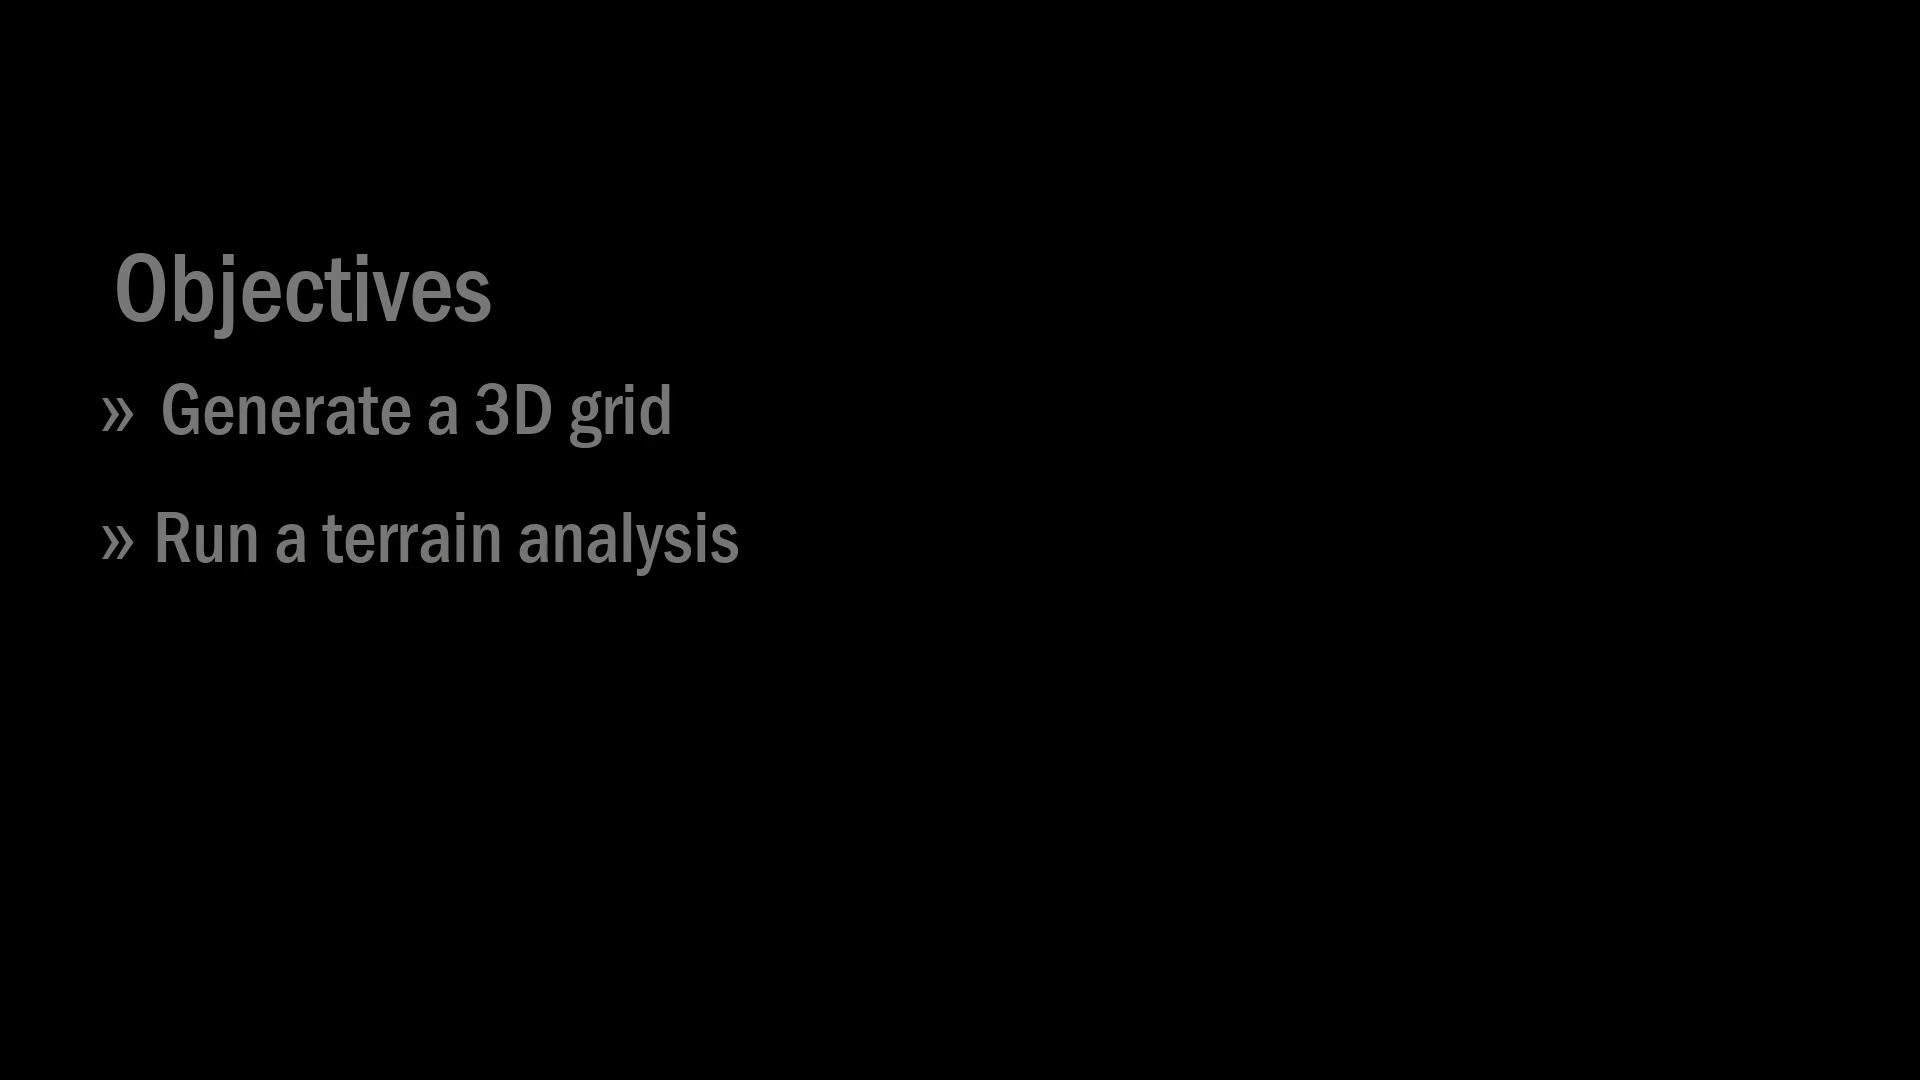 Objectives
» Generate a 3D grid
» Run a terrain analysis